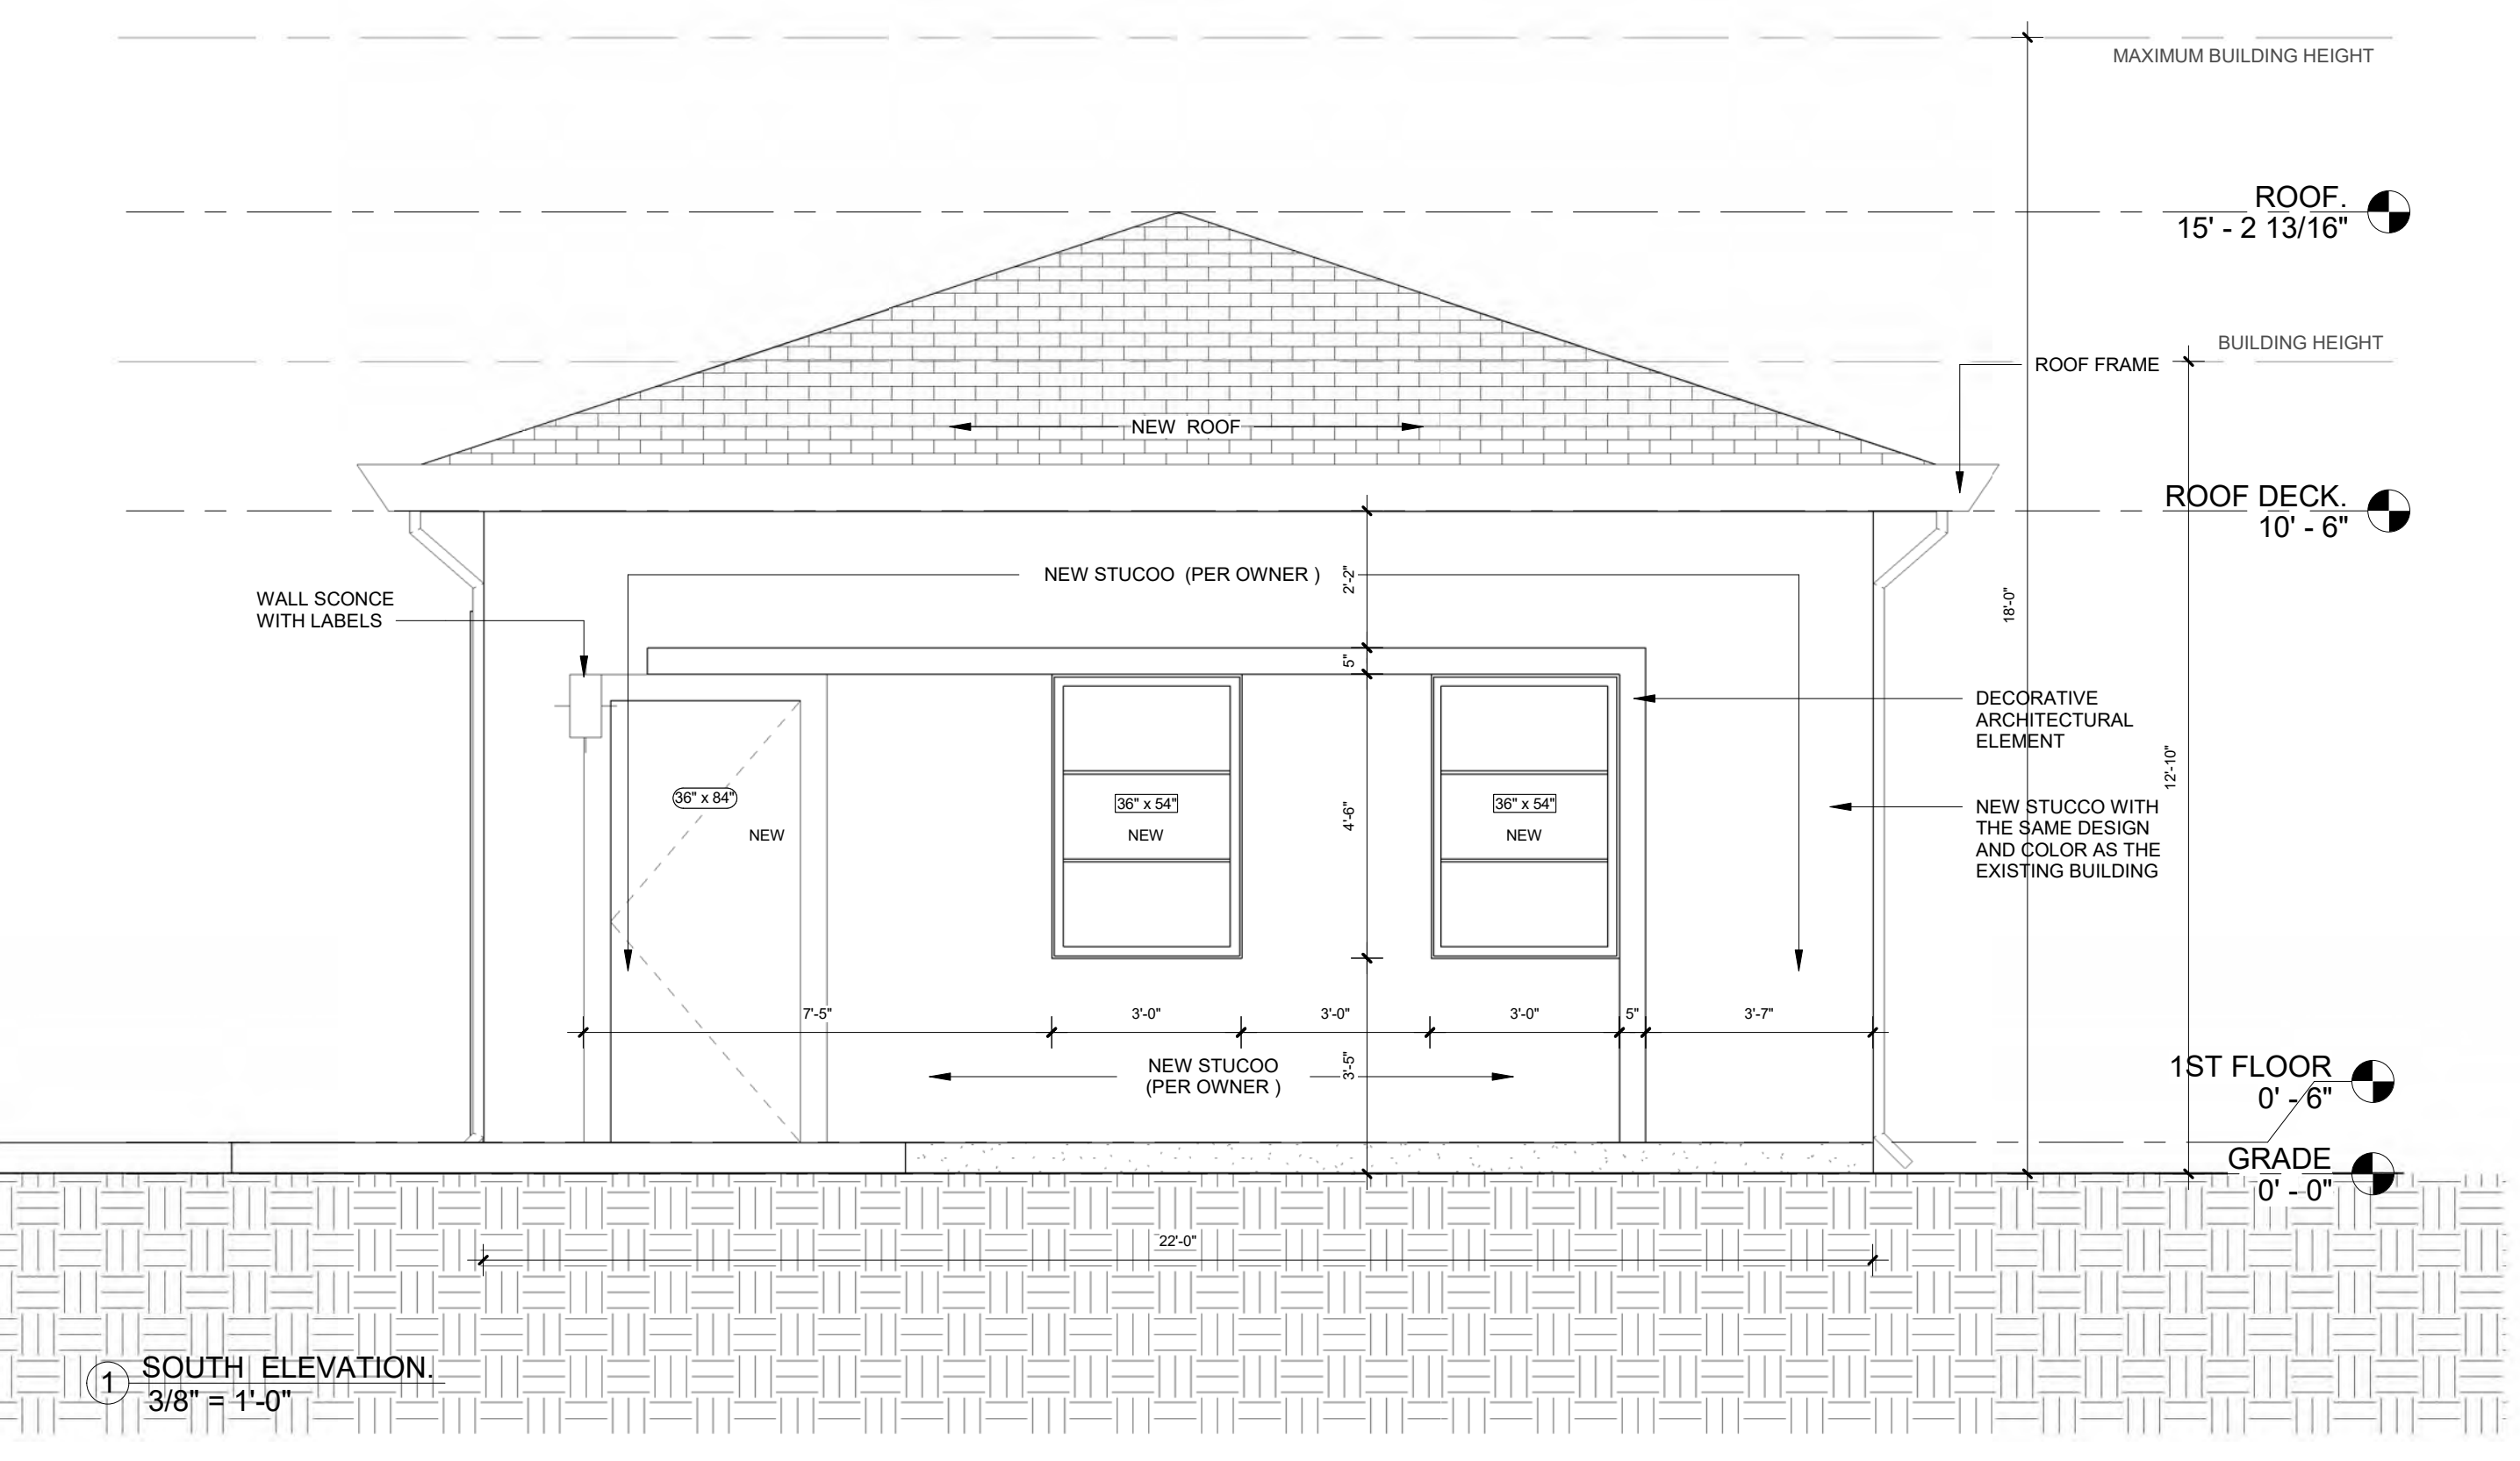 MAXIMUM BUILDING HEIGHT
ROOF.
15' - 2 13/16"
BUILDING HEIGHT
ROOF FRAME
NEW  ROOF
ROOF DECK.
10' - 6"
NEW STUCOO  (PER OWNER )
2'-2"
WALL SCONCE
WITH LABELS
18'-0"
5"
DECORATIVE
ARCHITECTURAL
ELEMENT
12'-10"
36" x 84"
NEW
36" x 54"
NEW
4'-6"
36" x 54"
NEW
NEW STUCCO WITH
THE SAME DESIGN
AND COLOR AS THE
EXISTING BUILDING
7'-5"
3'-0"
3'-0"
3'-0"
5"
3'-7"
NEW STUCOO
(PER OWNER )
3'-5"
1ST FLOOR
0' - 6"
GRADE
0' - 0"
22'-0"
1
SOUTH  ELEVATION.
3/8" = 1'-0"